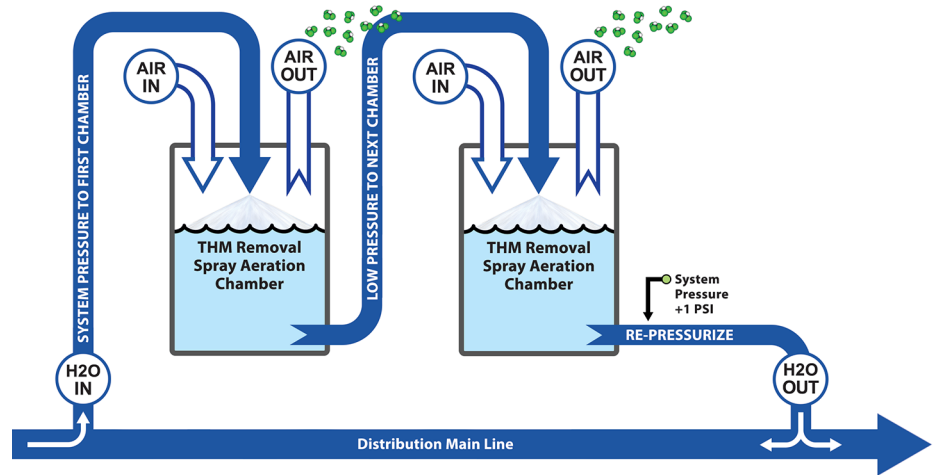 SYSTEM PRESSURE TO FIRST CHAMBER
AIR
IN
AIR
OUT
THM Removal
Spray Aeration
Chamber
LOW PRESSURE TO NEXT CHAMBER
AIR
IN
AIR
OUT
THM Removal
Spray Aeration
Chamber
System
Pressure
+1 PSI
RE-PRESSURIZE
H2O
IN
H2O
OUT
Distribution Main Line